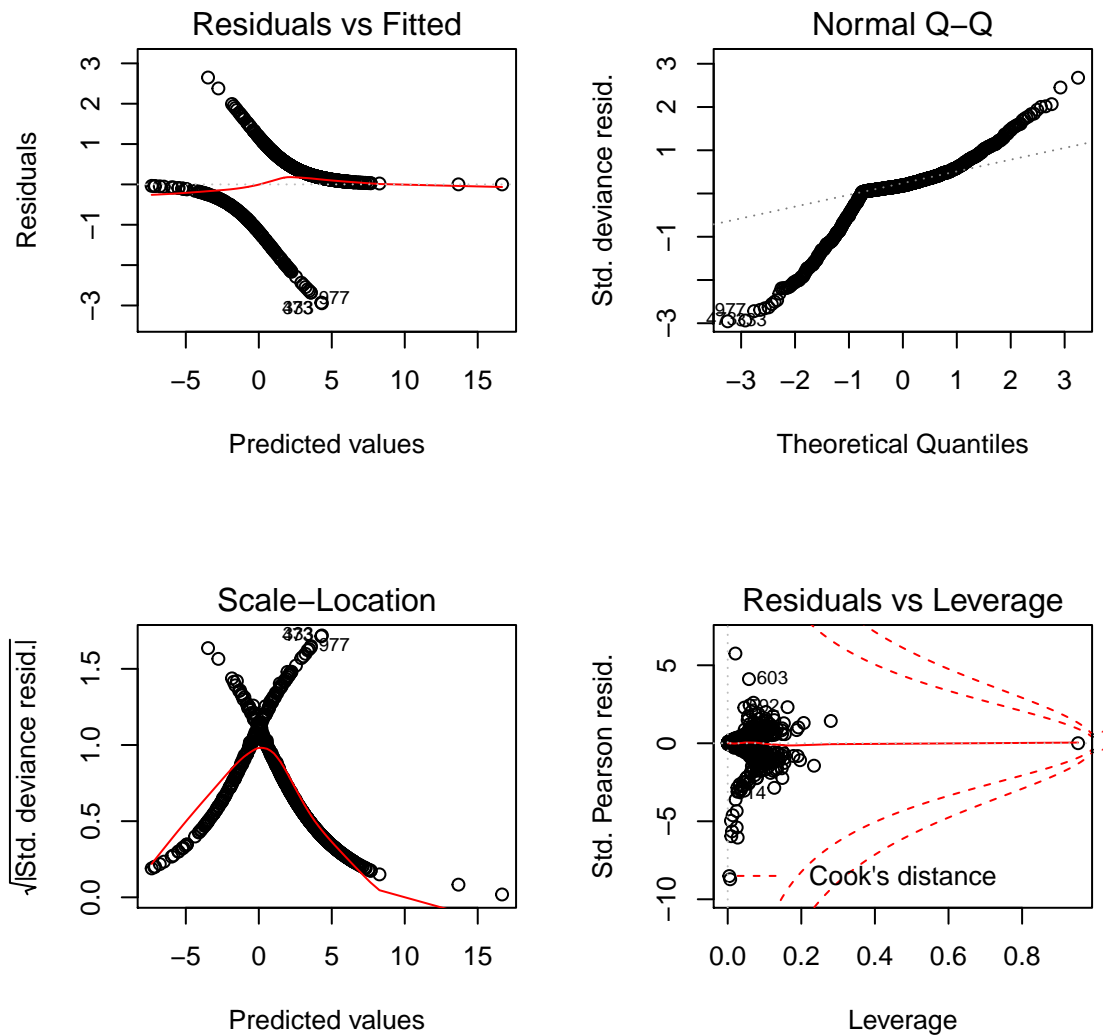 Residuals vs Fitted
Residuals
3
2
1
−1
−3
977
373
−5 0 5 10 15
Predicted values
Normal Q−Q
Std. deviance resid.
3
1
−1
−3
977
−3 −2 −1 0 1 2 3
Theoretical Quantiles
Scale−Location
√|Std. deviance resid.|
1.5
1.0
0.5
0.0
977
−5 0 5 10 15
Predicted values
Residuals vs Leverage
Std. Pearson resid.
5
0
−5
−10
603
14
Cook's distance
0.0 0.2 0.4 0.6 0.8
Leverage